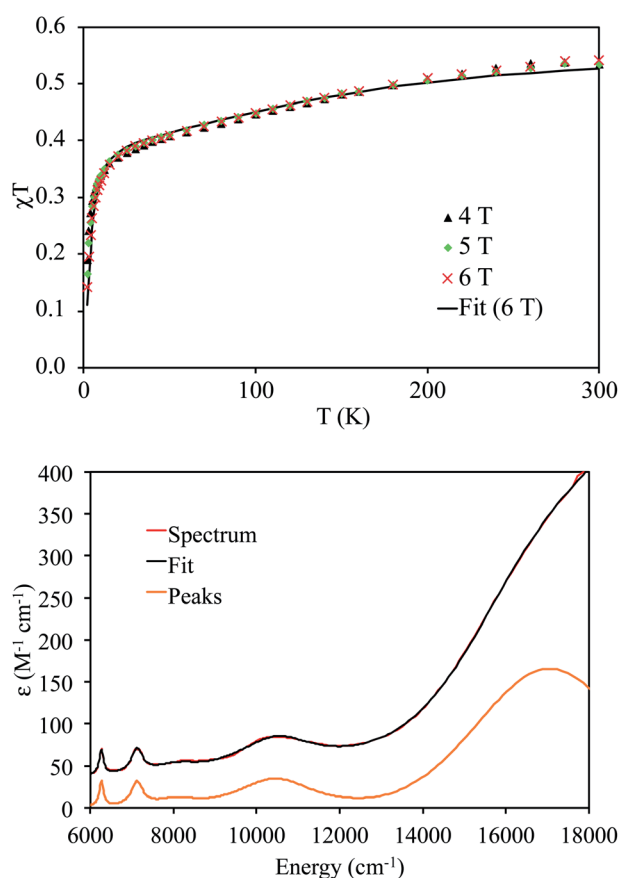 0.6
0.5
0.4
0.3
0.2
0.1
0.0
χT
4 T
5 T
6 T
Fit (6 T)
0 100 200 300
T (K)
400
350
300
250
200
150
100
50
0
ε (M⁻¹ cm⁻¹)
Spectrum
Fit
Peaks
6000 8000 10000 12000 14000 16000 18000
Energy (cm⁻¹)